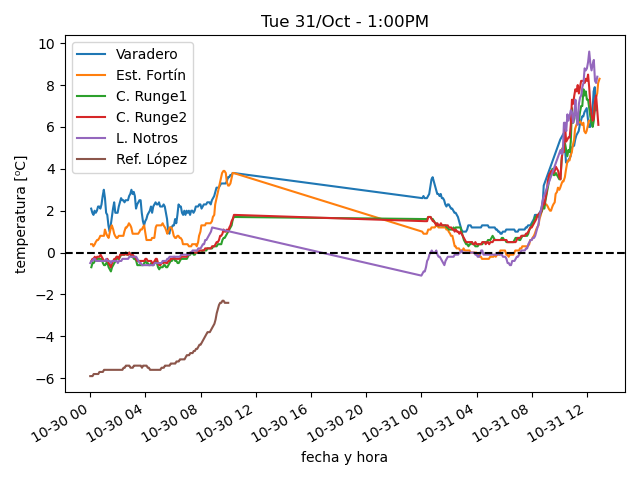 Tue 31/Oct - 1:00PM
Varadero
Est. Fortín
C. Runge1
C. Runge2
L. Notros
Ref. López
temperatura [ºC]
10
8
6
4
2
0
−2
−4
−6
10-30 00
10-30 04
10-30 08
10-30 12
10-30 16
10-30 20
10-31 00
10-31 04
10-31 08
10-31 12
fecha y hora